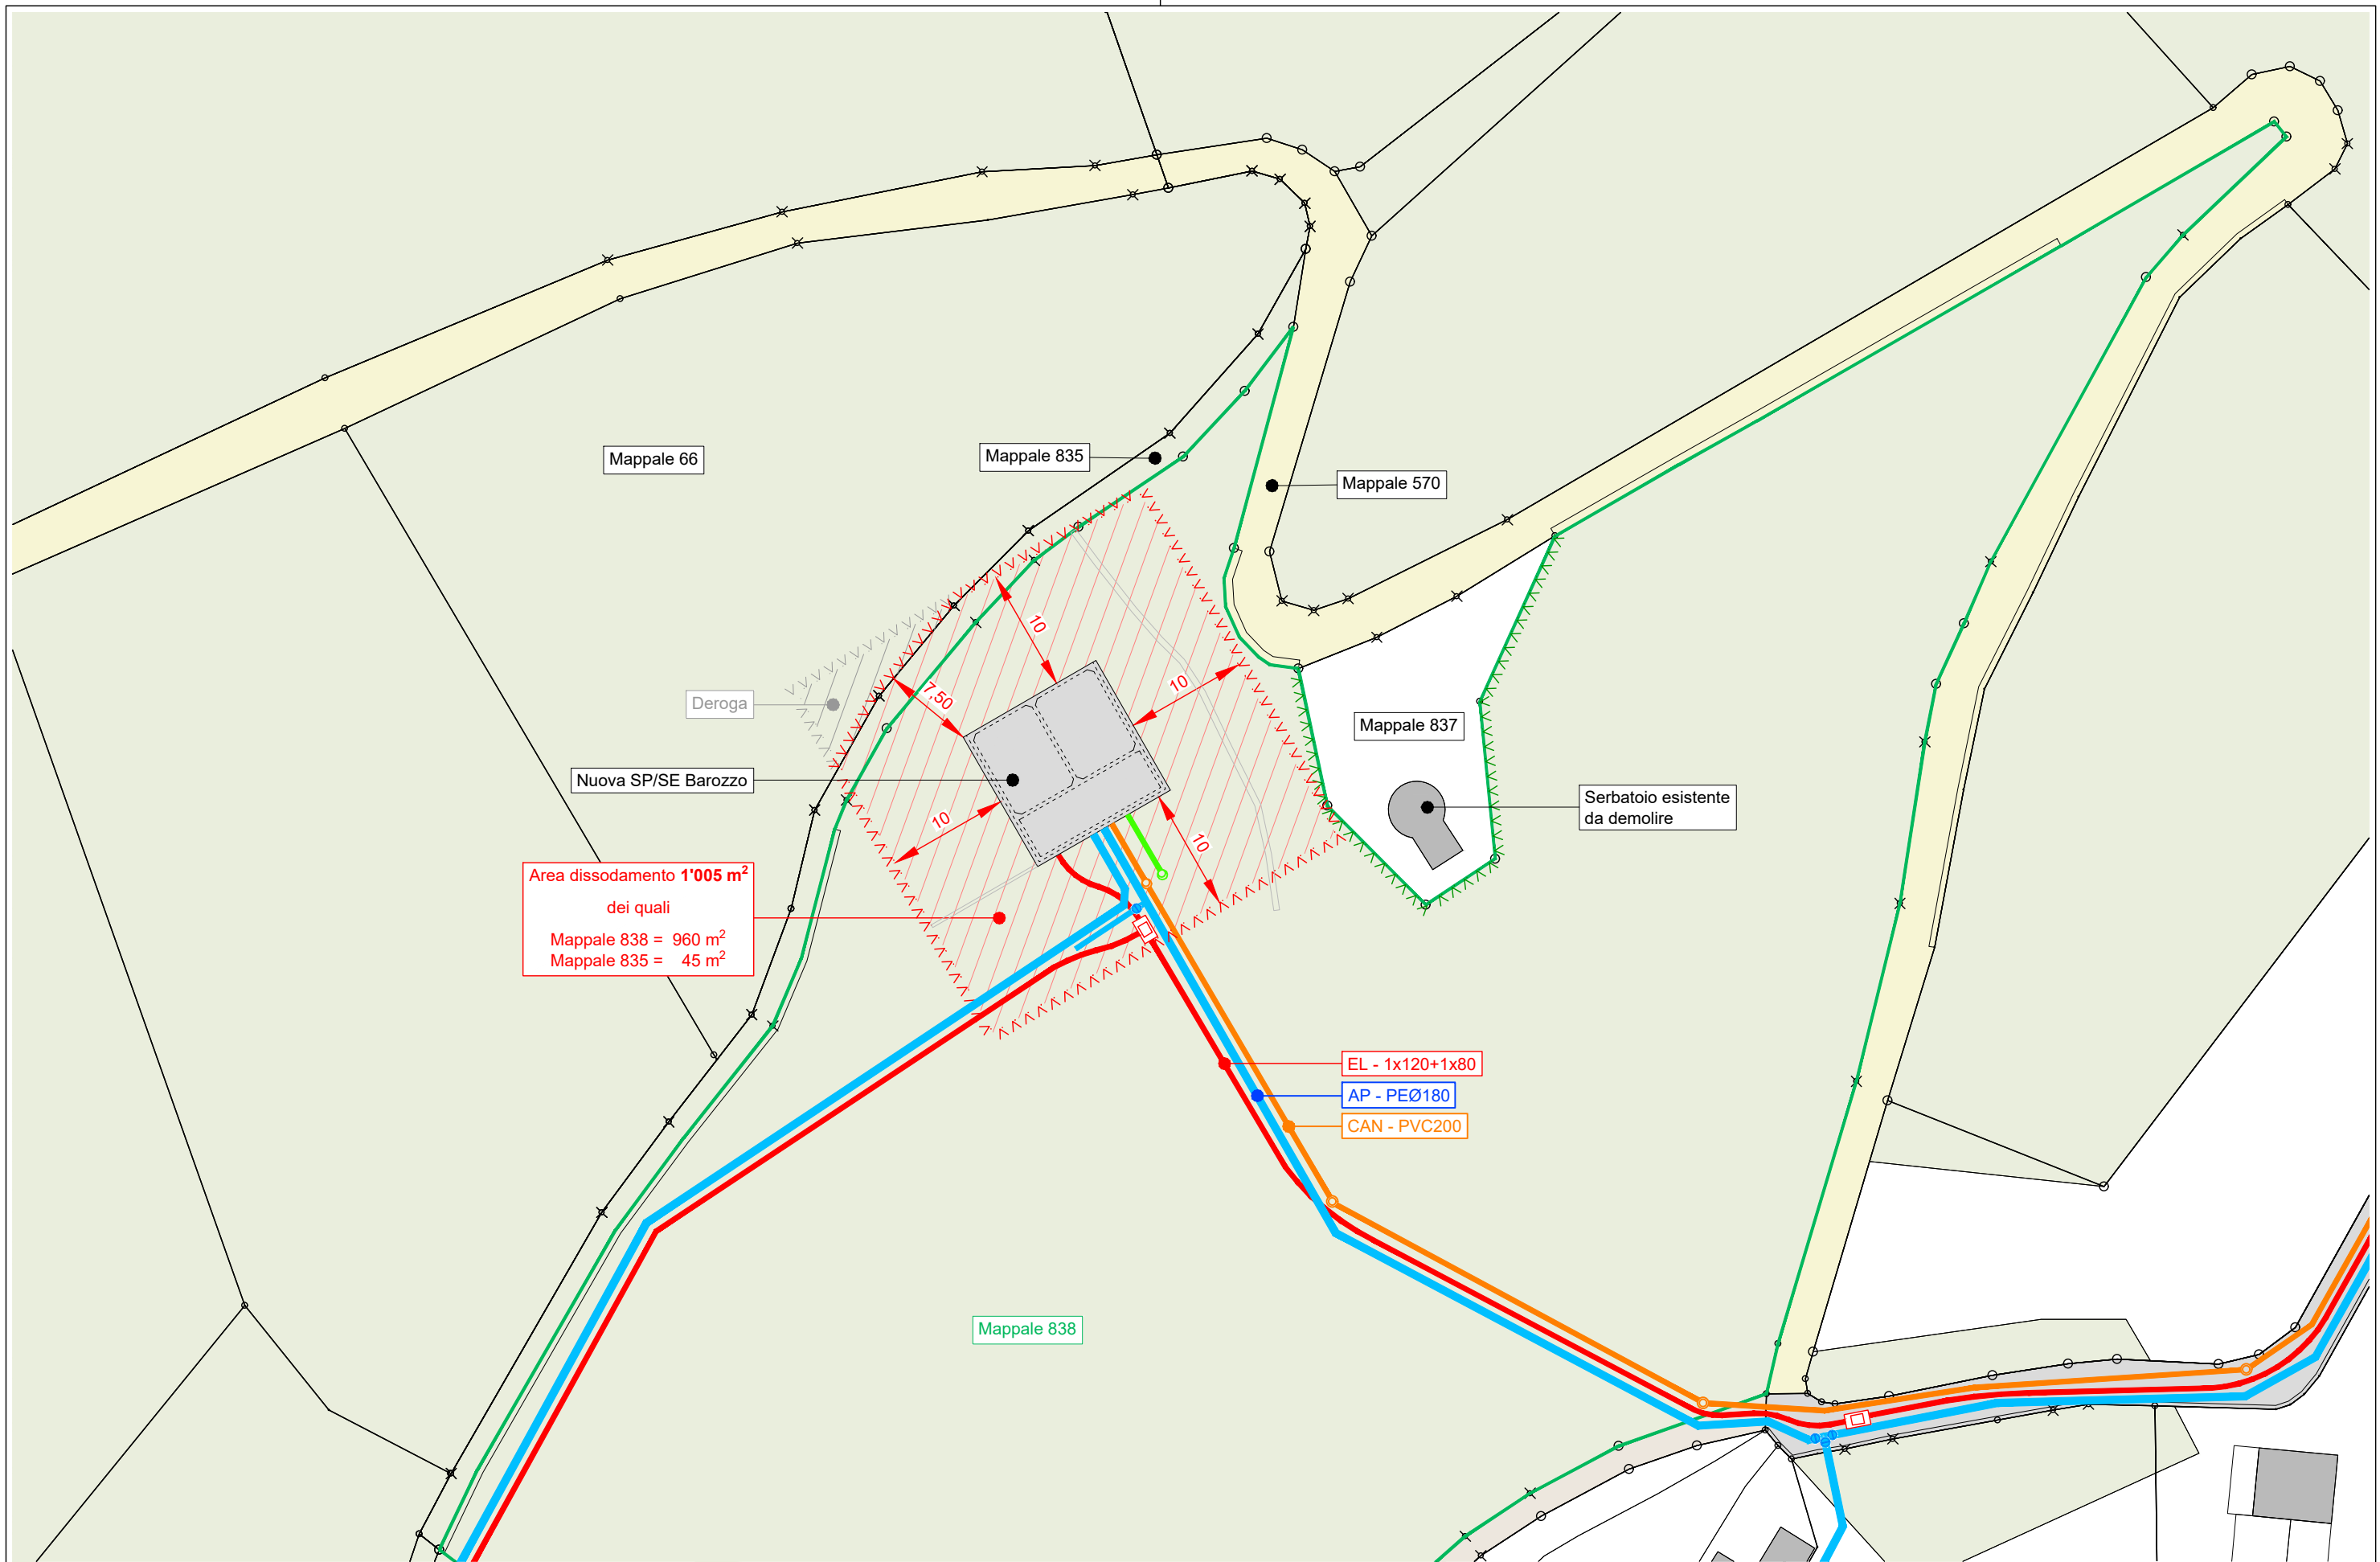 Mappale 66
Mappale 835
Mappale 570
10
10
7,50
Deroga
Mappale 837
Nuova SP/SE Barozzo
Serbatoio esistente
da demolire
10
10
Area dissodamento 1'005 m²
dei quali
Mappale 838 = 960 m²
Mappale 835 = 45 m²
EL - 1x120+1x80
AP - PEØ180
CAN - PVC200
Mappale 838